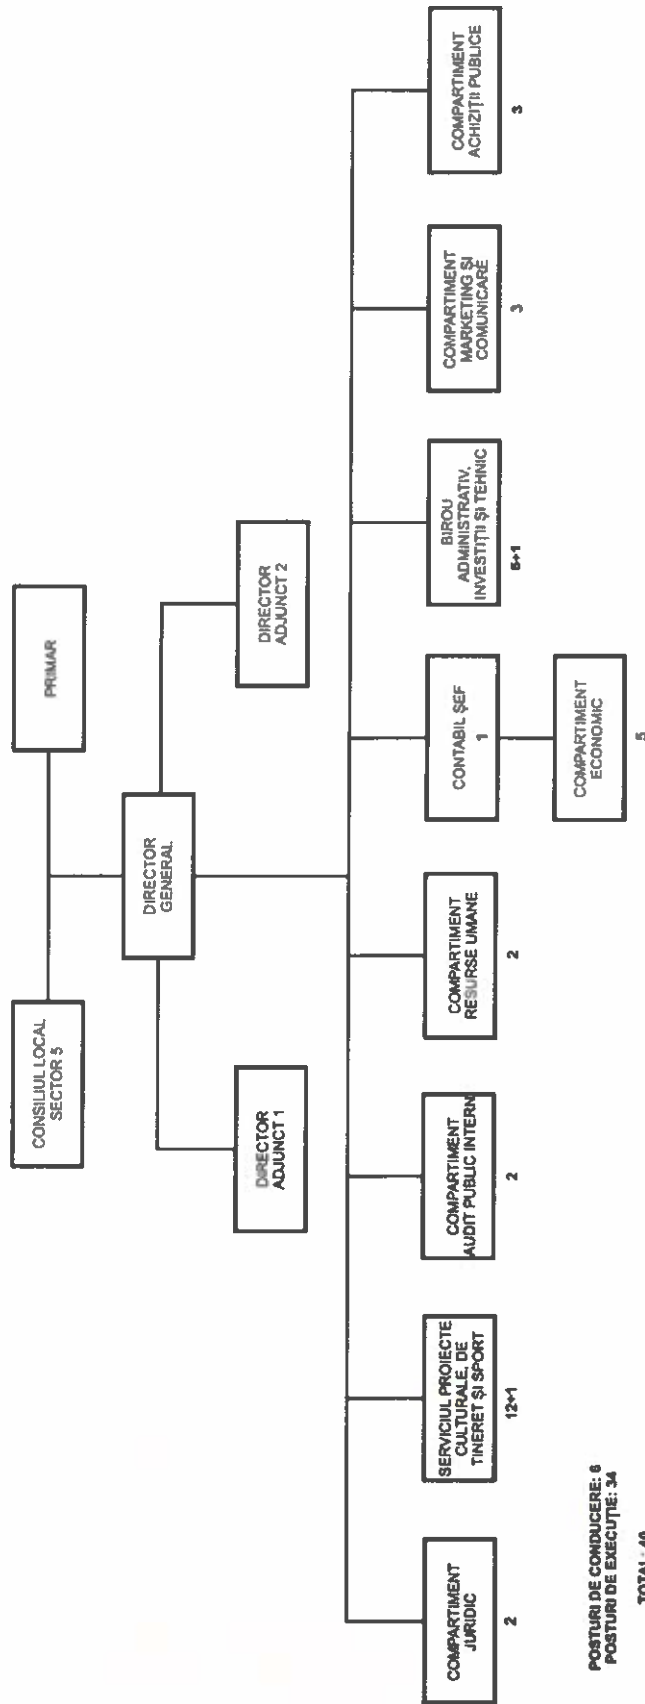 CONSILIUL LOCAL
SECTOR 5
PRIMAR
DIRECTOR
GENERAL
DIRECTOR
ADJUNCT 1
DIRECTOR
ADJUNCT 2
COMPARTIMENT
JURIDIC
2
SERVICIUL PROIECTE
CULTURALE, DE
TINERET ȘI SPORT
12+1
COMPARTIMENT
AUDIT PUBLIC INTERN
2
COMPARTIMENT
RESURSE UMANE
2
CONTABIL ȘEF
1
COMPARTIMENT
ECONOMIC
5
BIROU
ADMINISTRATIV,
INVESTIȚII ȘI TEHNIC
5+1
COMPARTIMENT
MARKETING ȘI
COMUNICARE
3
COMPARTIMENT
ACHIZIȚII PUBLICE
3
POSTURI DE CONDUCERE: 6
POSTURI DE EXECUȚIE: 34
TOTAL: 40